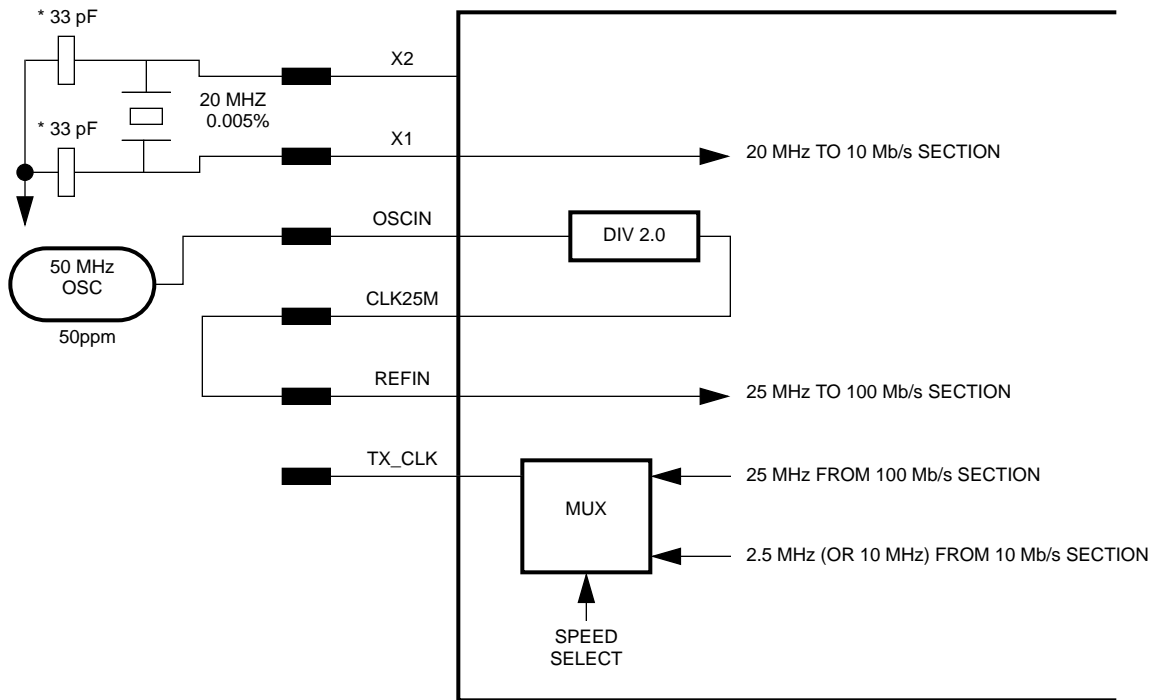 * 33 pF
X2
20 MHZ
0.005%
* 33 pF
X1
20 MHz TO 10 Mb/s SECTION
OSCIN
DIV 2.0
50 MHz
OSC
50ppm
CLK25M
REFIN
25 MHz TO 100 Mb/s SECTION
TX_CLK
MUX
25 MHz FROM 100 Mb/s SECTION
2.5 MHz (OR 10 MHz) FROM 10 Mb/s SECTION
SPEED
SELECT